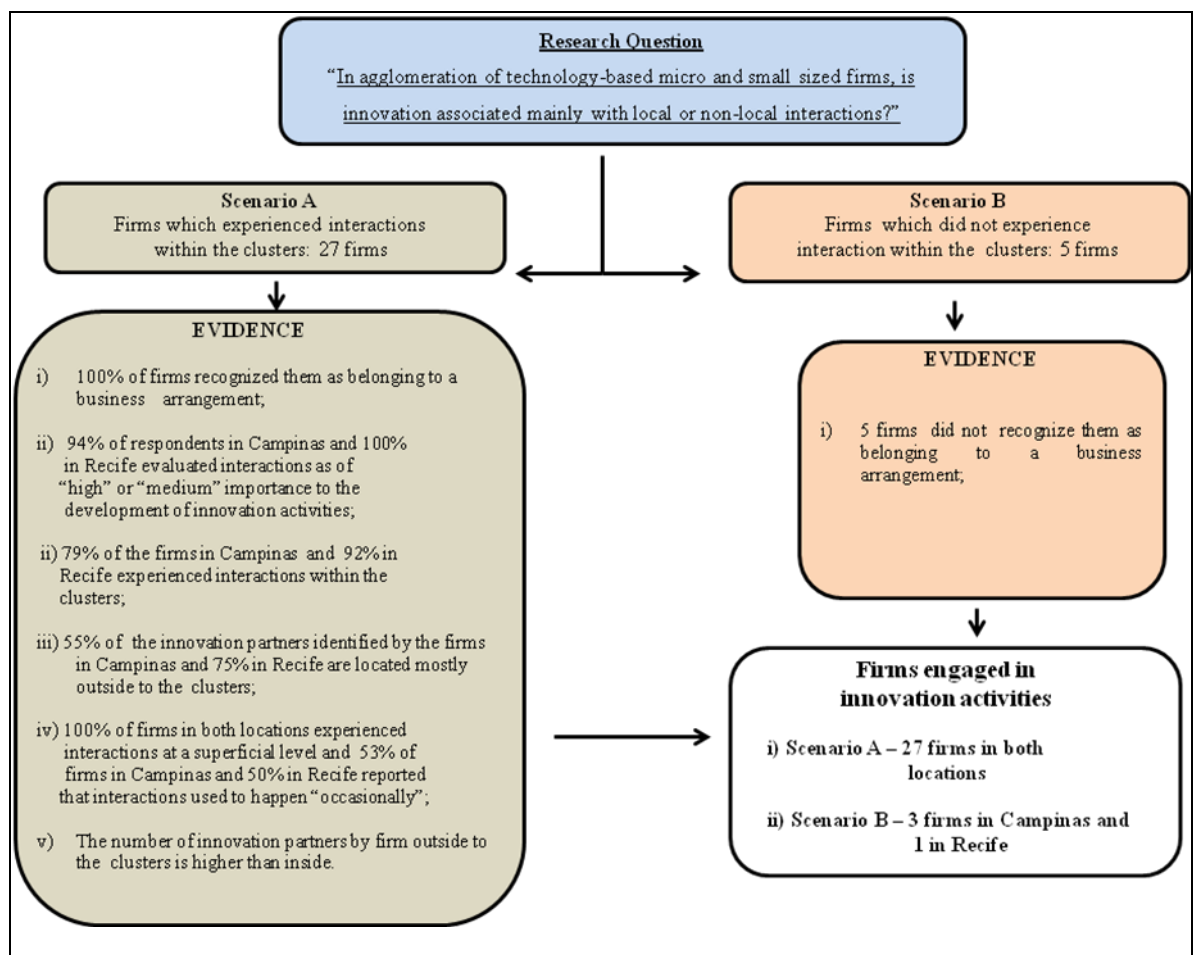 Research Question
“In agglomeration of technology-based micro and small sized firms, is
innovation associated mainly with local or non-local interactions?”
Scenario A
Firms which experienced interactions
within the clusters: 27 firms
Scenario B
Firms which did not experience
interaction within the clusters: 5 firms
EVIDENCE
i) 100% of firms recognized them as belonging to a
business arrangement;
ii) 94% of respondents in Campinas and 100%
in Recife evaluated interactions as of
“high” or “medium” importance to the
development of innovation activities;
ii) 79% of the firms in Campinas and 92% in
Recife experienced interactions within the
clusters;
iii) 55% of the innovation partners identified by the firms
in Campinas and 75% in Recife are located mostly
outside to the clusters;
iv) 100% of firms in both locations experienced
interactions at a superficial level and 53% of
firms in Campinas and 50% in Recife reported
that interactions used to happen “occasionally”;
v) The number of innovation partners by firm outside to
the clusters is higher than inside.
EVIDENCE
i) 5 firms did not recognize them as
belonging to a business
arrangement;
Firms engaged in
innovation activities
i) Scenario A – 27 firms in both
locations
ii) Scenario B – 3 firms in Campinas and
1 in Recife